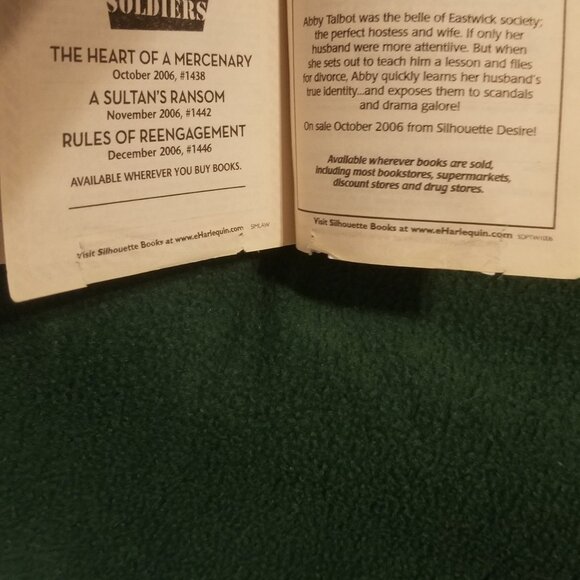 SOLDIERS
THE HEART OF A MERCENARY
October 2006, #1438
A SULTAN'S RANSOM
November 2006, #1442
RULES OF REENGAGEMENT
December 2006, #1446
AVAILABLE WHEREVER YOU BUY BOOKS.
Visit Silhouette Books at www.eHarlequin.com SIMLAW
Abby Talbot was the belle of Eastwick society;
the perfect hostess and wife. If only her
husband were more attentiive. But when
she sets out to teach him a lesson and files
for divorce, Abby quickly learns her husband's
true identity...and exposes them to scandals
and drama galore!
On sale October 2006 from Silhouette Desire!
Available wherever books are sold,
including most bookstores, supermarkets,
discount stores and drug stores.
Visit Silhouette Books at www.eHarlequin.com